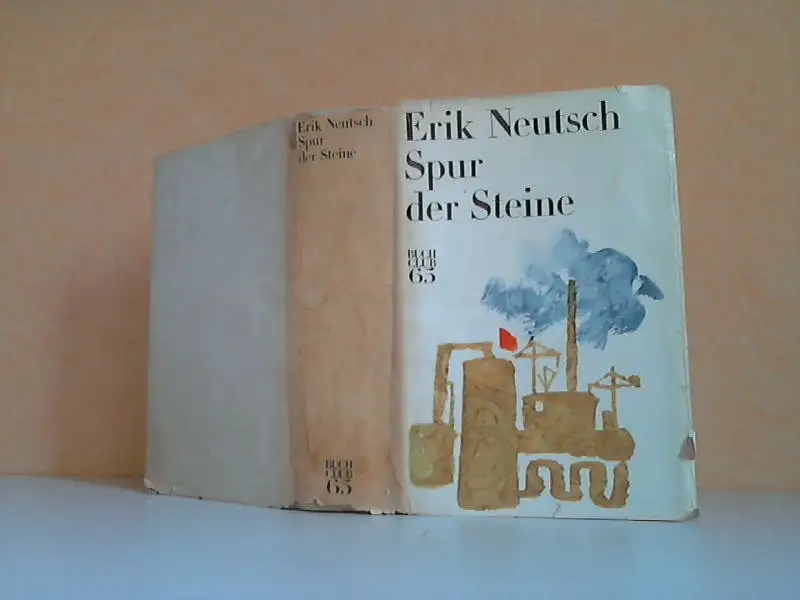 Erik Neutsch
Spur
der Steine
BUCH
CLUB
65
Erik Neutsch
Spur
der Steine
BUCH
CLUB
65